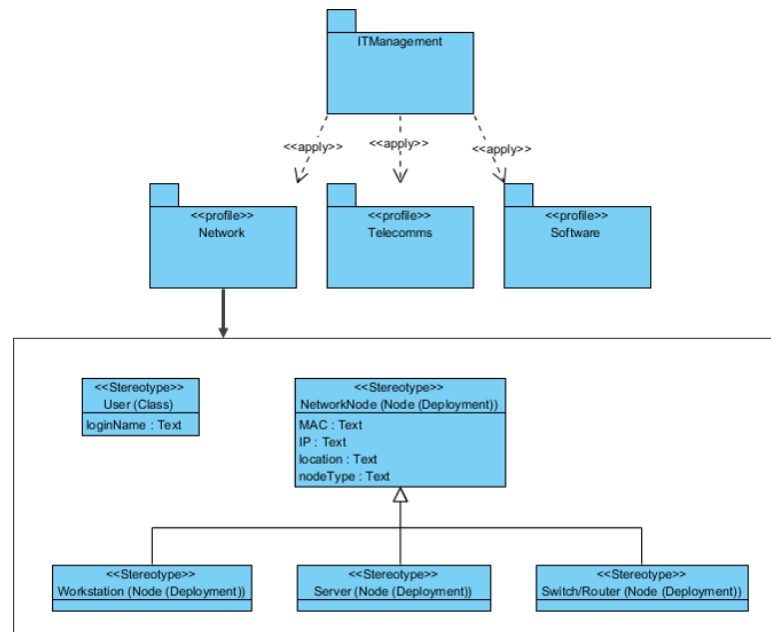 ITManagement
<<apply>>
<<apply>>
<<apply>>
<<profile>>
Network
<<profile>>
Telecomms
<<profile>>
Software
<<Stereotype>>
User (Class)
loginName : Text
<<Stereotype>>
NetworkNode (Node (Deployment))
MAC : Text
IP : Text
location : Text
nodeType : Text
<<Stereotype>>
Workstation (Node (Deployment))
<<Stereotype>>
Server (Node (Deployment))
<<Stereotype>>
Switch/Router (Node (Deployment))